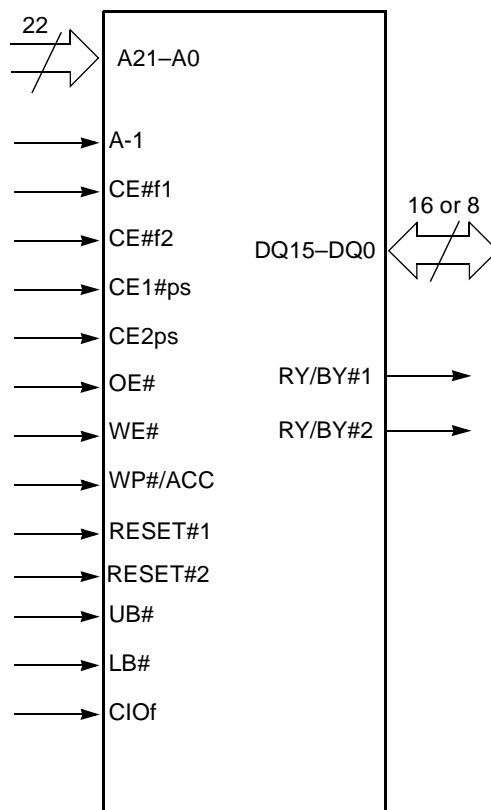 22
A21–A0
A-1
CE#f1
CE#f2
16 or 8
DQ15–DQ0
CE1#ps
CE2ps
OE#
RY/BY#1
WE#
RY/BY#2
WP#/ACC
RESET#1
RESET#2
UB#
LB#
CIOf